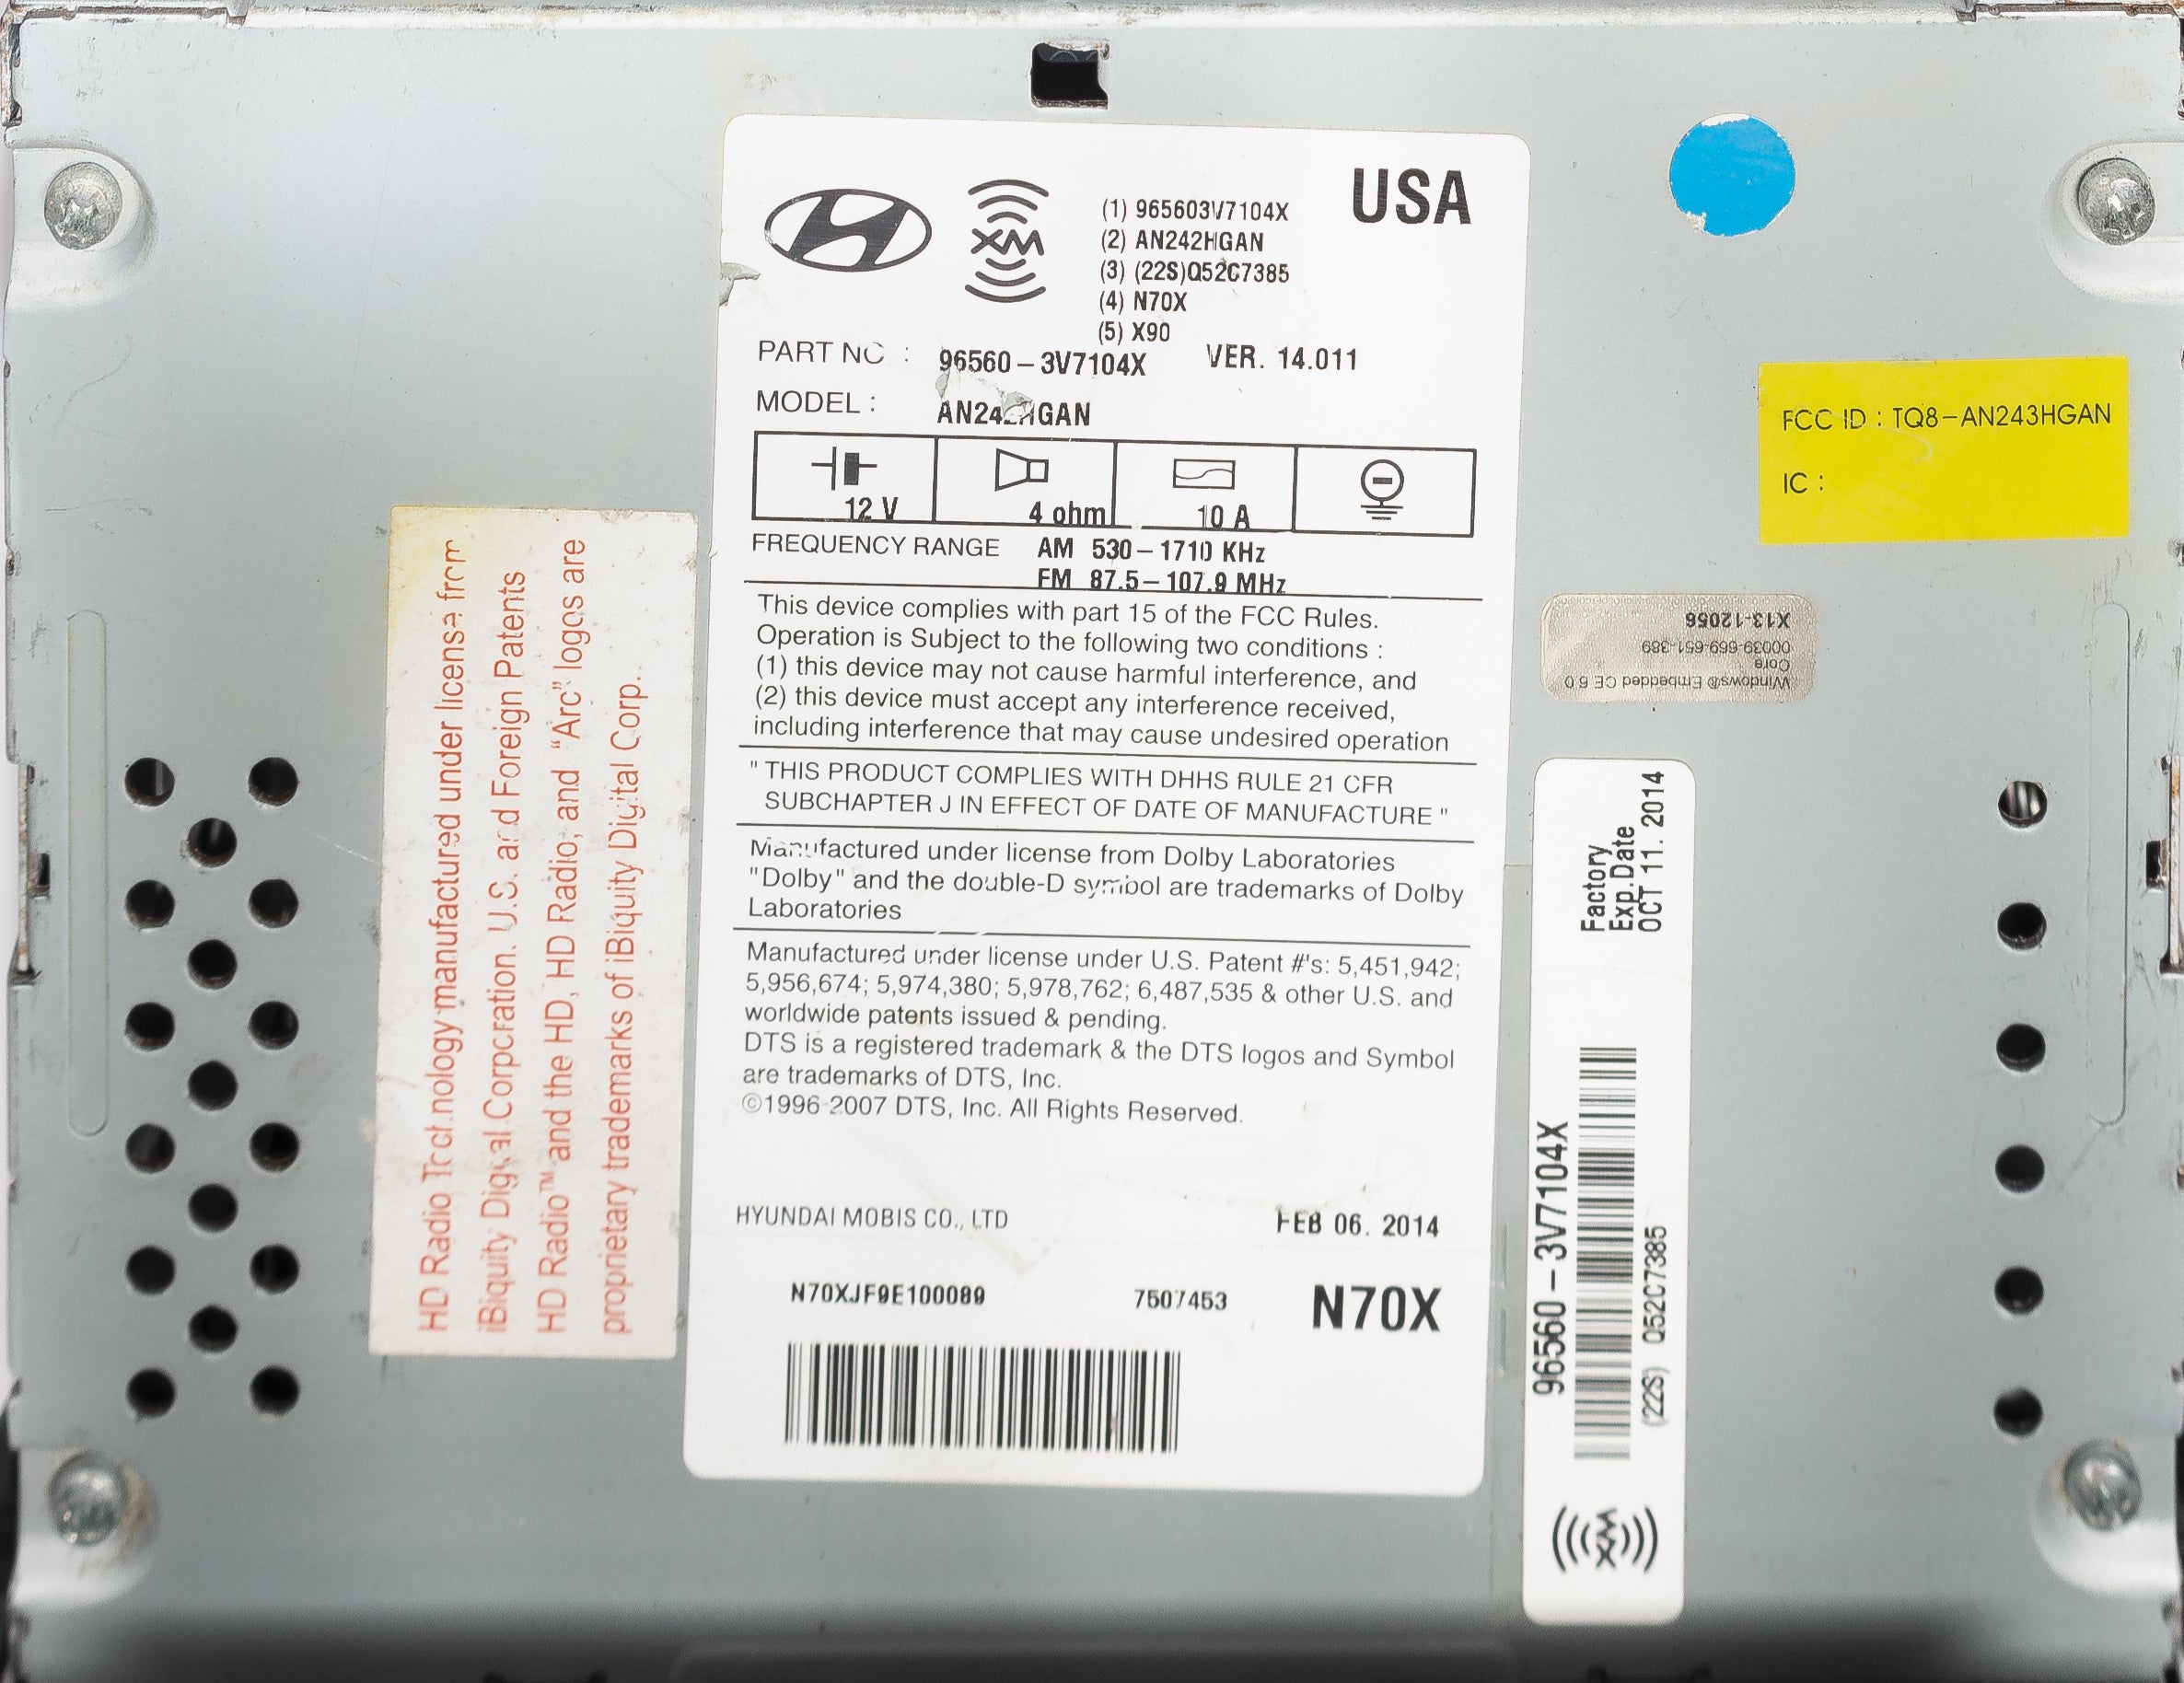 XM
(1) 965603V7104X
(2) AN242HGAN
(3) (22S)Q52C7385
(4) N70X
(5) X90
USA
PART NO : 96560-3V7104X VER. 14.011
MODEL : AN242HGAN
12 V 4 ohm 10 A
FREQUENCY RANGE AM 530-1710 KHz
FM 87.5-107.9 MHz
This device complies with part 15 of the FCC Rules.
Operation is Subject to the following two conditions :
(1) this device may not cause harmful interference, and
(2) this device must accept any interference received,
including interference that may cause undesired operation
" THIS PRODUCT COMPLIES WITH DHHS RULE 21 CFR
SUBCHAPTER J IN EFFECT OF DATE OF MANUFACTURE "
Manufactured under license from Dolby Laboratories
"Dolby" and the double-D symbol are trademarks of Dolby
Laboratories
Manufactured under license under U.S. Patent #'s: 5,451,942;
5,956,674; 5,974,380; 5,978,762; 6,487,535 & other U.S. and
worldwide patents issued & pending.
DTS is a registered trademark & the DTS logos and Symbol
are trademarks of DTS, Inc.
©1996-2007 DTS, Inc. All Rights Reserved.
HYUNDAI MOBIS CO., LTD FEB 06. 2014
N70XJF9E100089 7507453 N70X
HD Radio Technology manufactured under license from
iBiquity Digital Corporation. U.S. and Foreign Patents
HD Radio™ and the HD, HD Radio, and “Arc” logos are
proprietary trademarks of iBiquity Digital Corp.
FCC ID : TQ8-AN243HGAN
IC :
Windows® Embedded CE 6.0
Core
00039-669-651-389
X13-12056
Factory
Exp.Date
OCT 11. 2014
96560-3V7104X
(22S) Q52C7385
XM